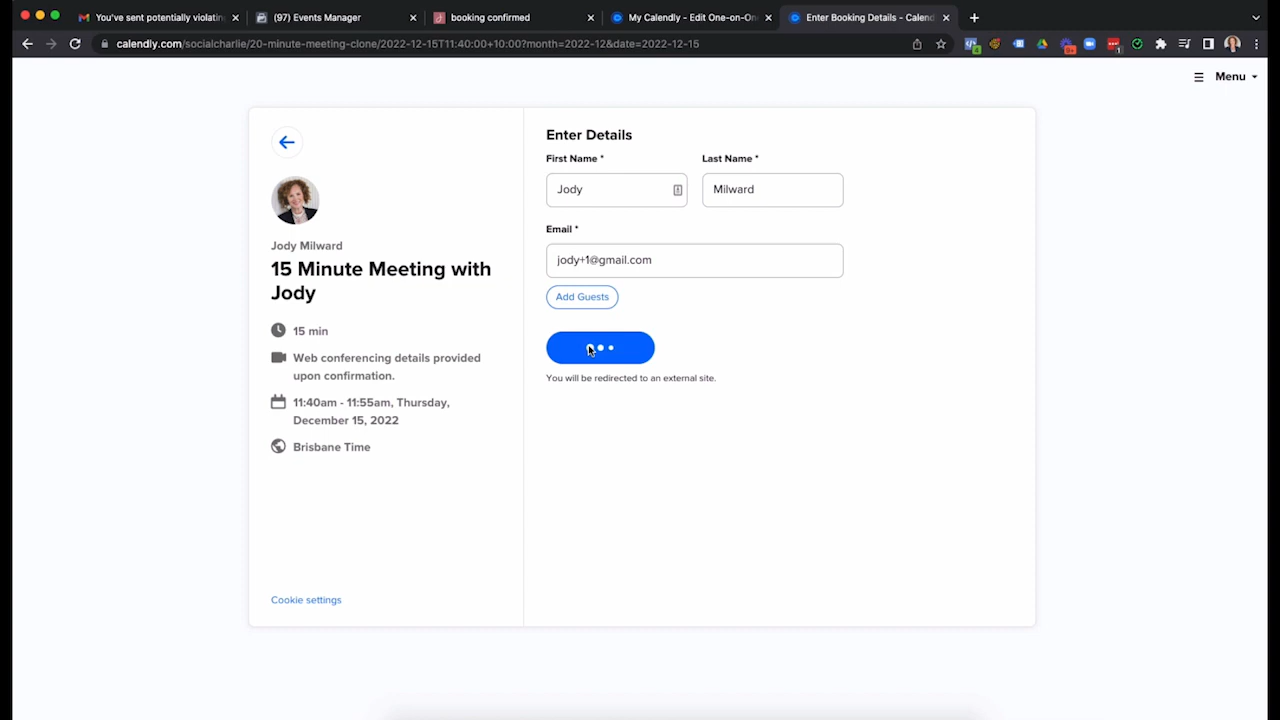 You've sent potentially violatin
(97) Events Manager
booking confirmed
My Calendly - Edit One-on-On
Enter Booking Details - Calend
calendly.com/socialcharlie/20-minute-meeting-clone/2022-12-15T11:40:00+10:00?month=2022-12&date=2022-12-15
Menu
Jody Milward
15 Minute Meeting with
Jody
15 min
Web conferencing details provided
upon confirmation.
11:40am - 11:55am, Thursday,
December 15, 2022
Brisbane Time
Cookie settings
Enter Details
First Name *
Last Name *
Jody
Milward
Email *
jody+1@gmail.com
Add Guests
You will be redirected to an external site.